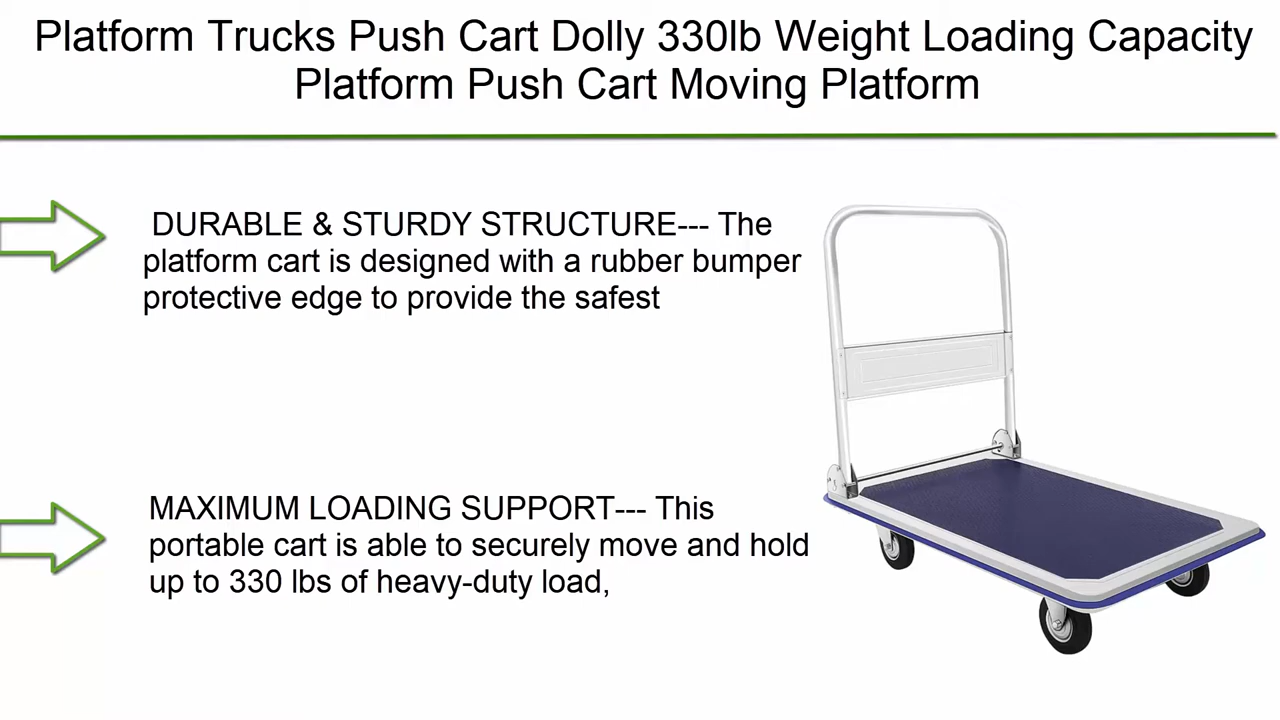 Platform Trucks Push Cart Dolly 330lb Weight Loading Capacity
Platform Push Cart Moving Platform
DURABLE & STURDY STRUCTURE--- The
platform cart is designed with a rubber bumper
protective edge to provide the safest
MAXIMUM LOADING SUPPORT--- This
portable cart is able to securely move and hold
up to 330 lbs of heavy-duty load,